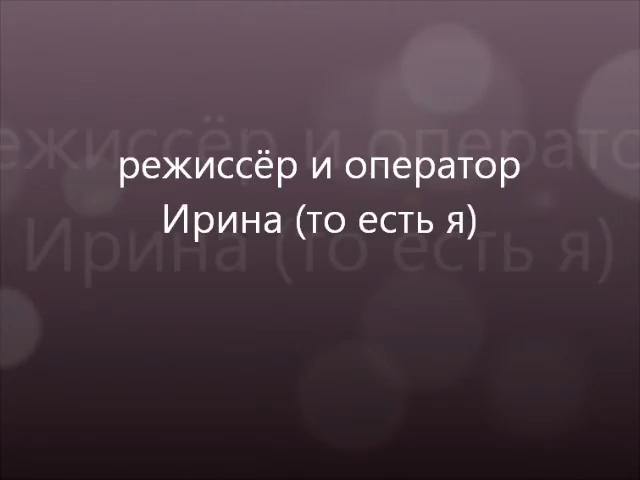 режиссёр и оператор
Ирина (то есть я)